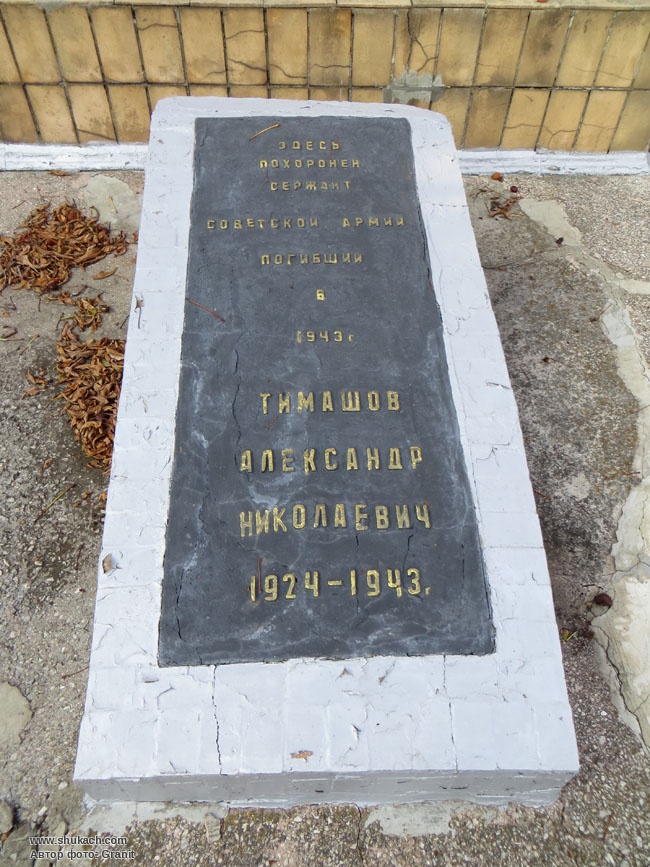 ЗДЕСЬ
ПОХОРОНЕН
СЕРЖАНТ
СОВЕТСКОЙ АРМИИ
ПОГИБШИЙ
В
1943 г
ТИМАШОВ
АЛЕКСАНДР
НИКОЛАЕВИЧ
1924-1943г.
www.shukach.com
Автор фото- Granit